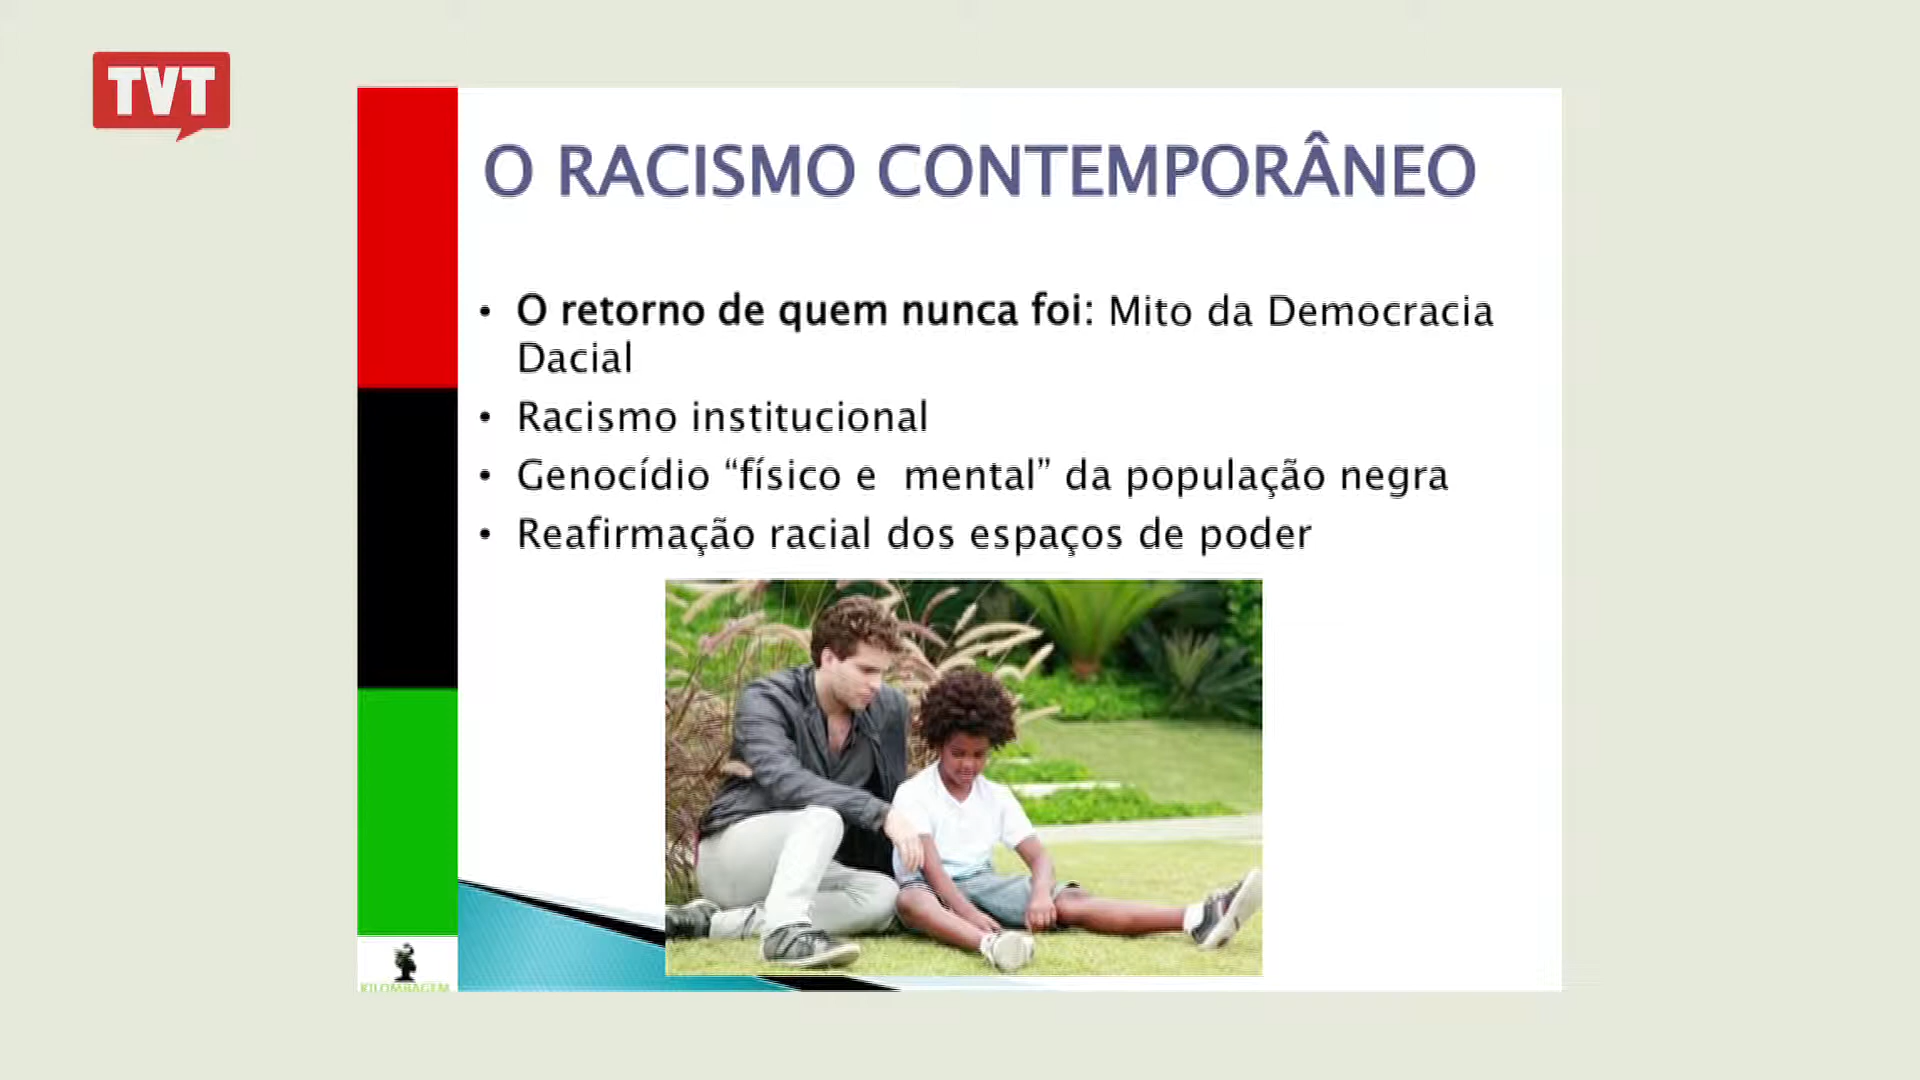 TVT
O RACISMO CONTEMPORÂNEO
• O retorno de quem nunca foi: Mito da Democracia
Dacial
• Racismo institucional
• Genocídio “físico e  mental” da população negra
• Reafirmação racial dos espaços de poder
KILOMBAGEM